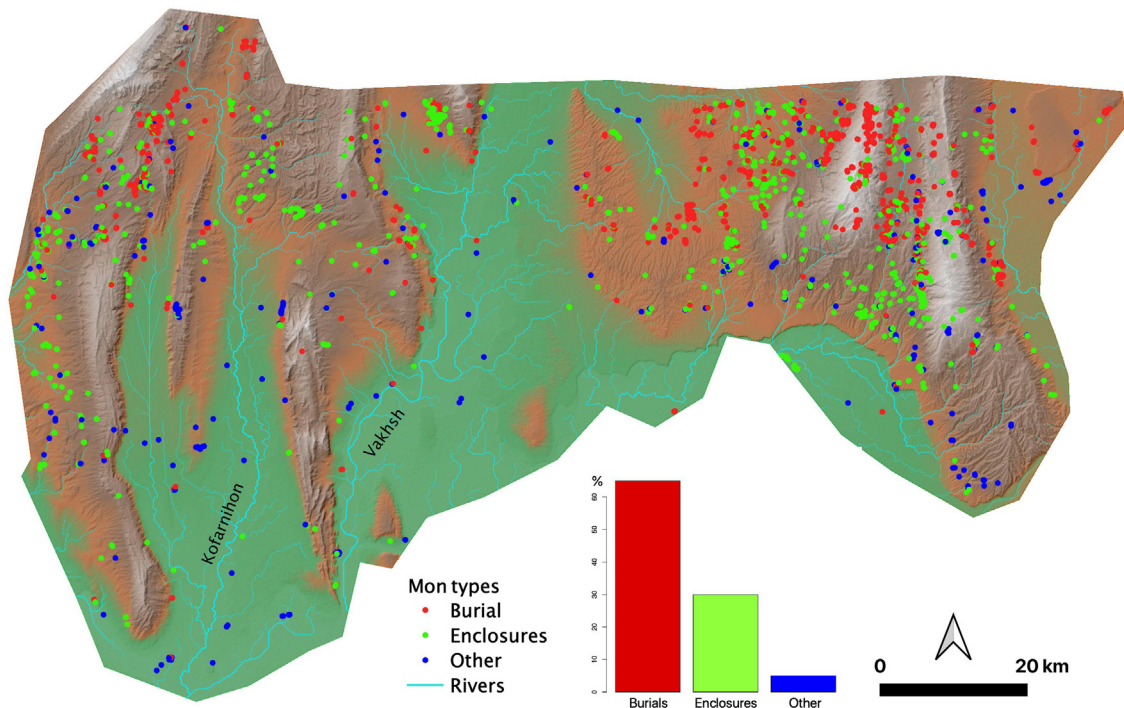 Vakhsh
Kofarnihon
Mon types
Burial
Enclosures
Other
Rivers
%
60
50
40
30
20
10
0
Burials
Enclosures
Other
0
20 km